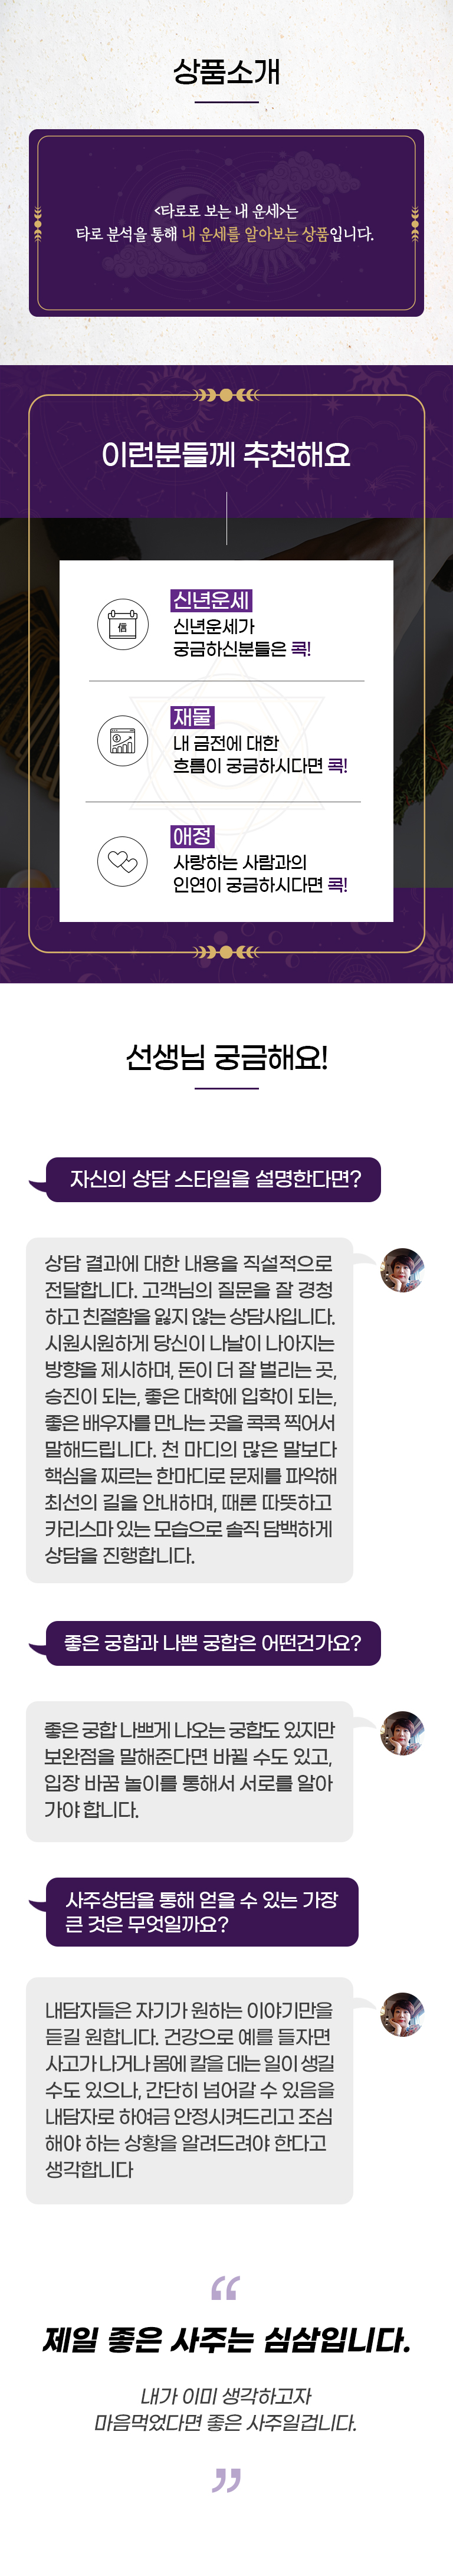 상품소개
<타로로 보는 내 운세>는
타로 분석을 통해 내 운세를 알아보는 상품입니다.
이런분들께 추천해요
信
신년운세
신년운세가
궁금하신분들은 콕!
재물
내 금전에 대한
흐름이 궁금하시다면 콕!
애정
사랑하는 사람과의
인연이 궁금하시다면 콕!
선생님 궁금해요!
자신의 상담 스타일을 설명한다면?
상담 결과에 대한 내용을 직설적으로
전달합니다. 고객님의 질문을 잘 경청
하고 친절함을 잃지 않는 상담사입니다.
시원시원하게 당신이 나날이 나아지는
방향을 제시하며, 돈이 더 잘 벌리는 곳,
승진이 되는, 좋은 대학에 입학이 되는,
좋은 배우자를 만나는 곳을 콕콕 찍어서
말해드립니다. 천 마디의 많은 말보다
핵심을 찌르는 한마디로 문제를 파악해
최선의 길을 안내하며, 때론 따뜻하고
카리스마 있는 모습으로 솔직 담백하게
상담을 진행합니다.
좋은 궁합과 나쁜 궁합은 어떤건가요?
좋은 궁합 나쁘게 나오는 궁합도 있지만
보완점을 말해준다면 바뀔 수도 있고,
입장 바꿈 놀이를 통해서 서로를 알아
가야 합니다.
사주상담을 통해 얻을 수 있는 가장
큰 것은 무엇일까요?
내담자들은 자기가 원하는 이야기만을
듣길 원합니다. 건강으로 예를 들자면
사고가 나거나 몸에 칼을 데는 일이 생길
수도 있으나, 간단히 넘어갈 수 있음을
내담자로 하여금 안정시켜드리고 조심
해야 하는 상황을 알려드려야 한다고
생각합니다
“
제일 좋은 사주는 심삼입니다.
내가 이미 생각하고자
마음먹었다면 좋은 사주일겁니다.
”